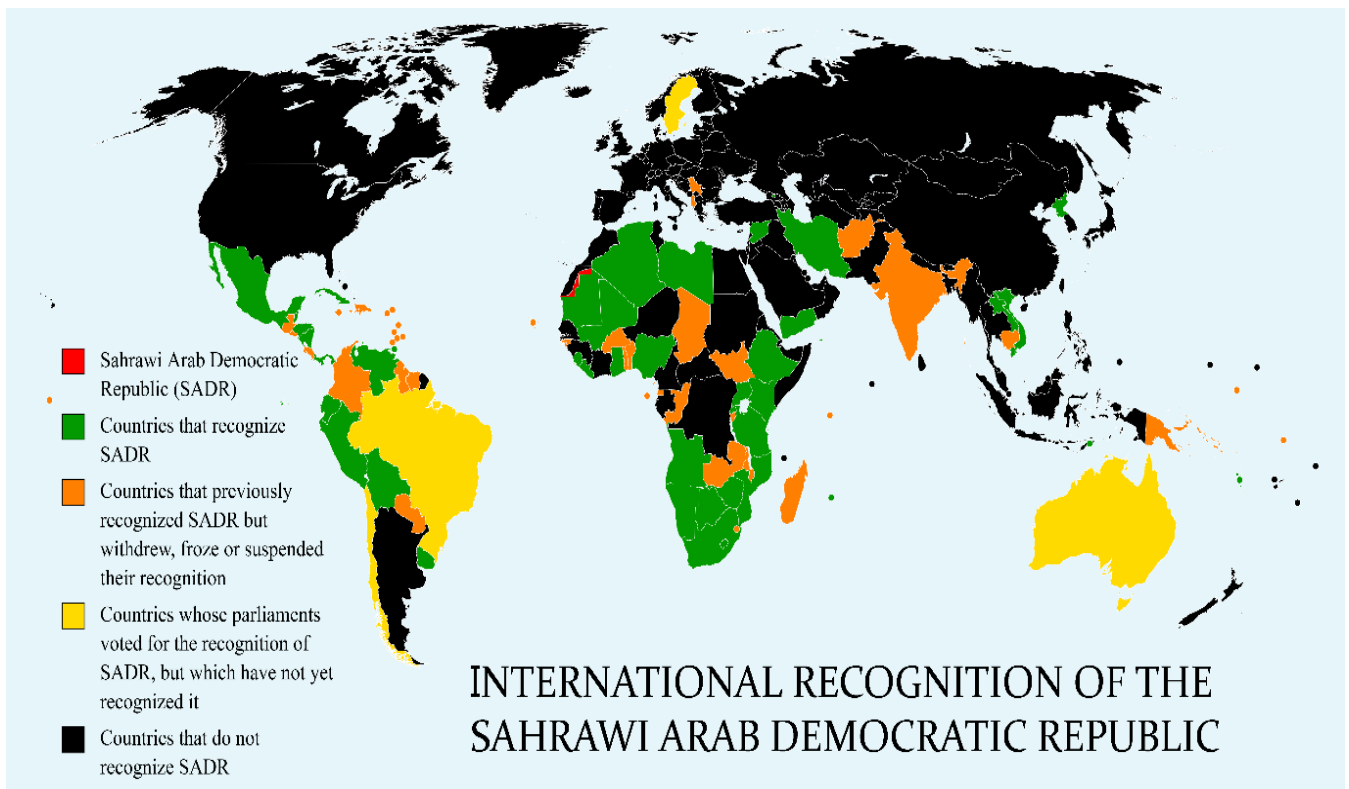 Sahrawi Arab Democratic
Republic (SADR)
Countries that recognize
SADR
Countries that previously
recognized SADR but
withdrew, froze or suspended
their recognition
Countries whose parliaments
voted for the recognition of
SADR, but which have not yet
recognized it
Countries that do not
recognize SADR
INTERNATIONAL RECOGNITION OF THE
SAHRAWI ARAB DEMOCRATIC REPUBLIC